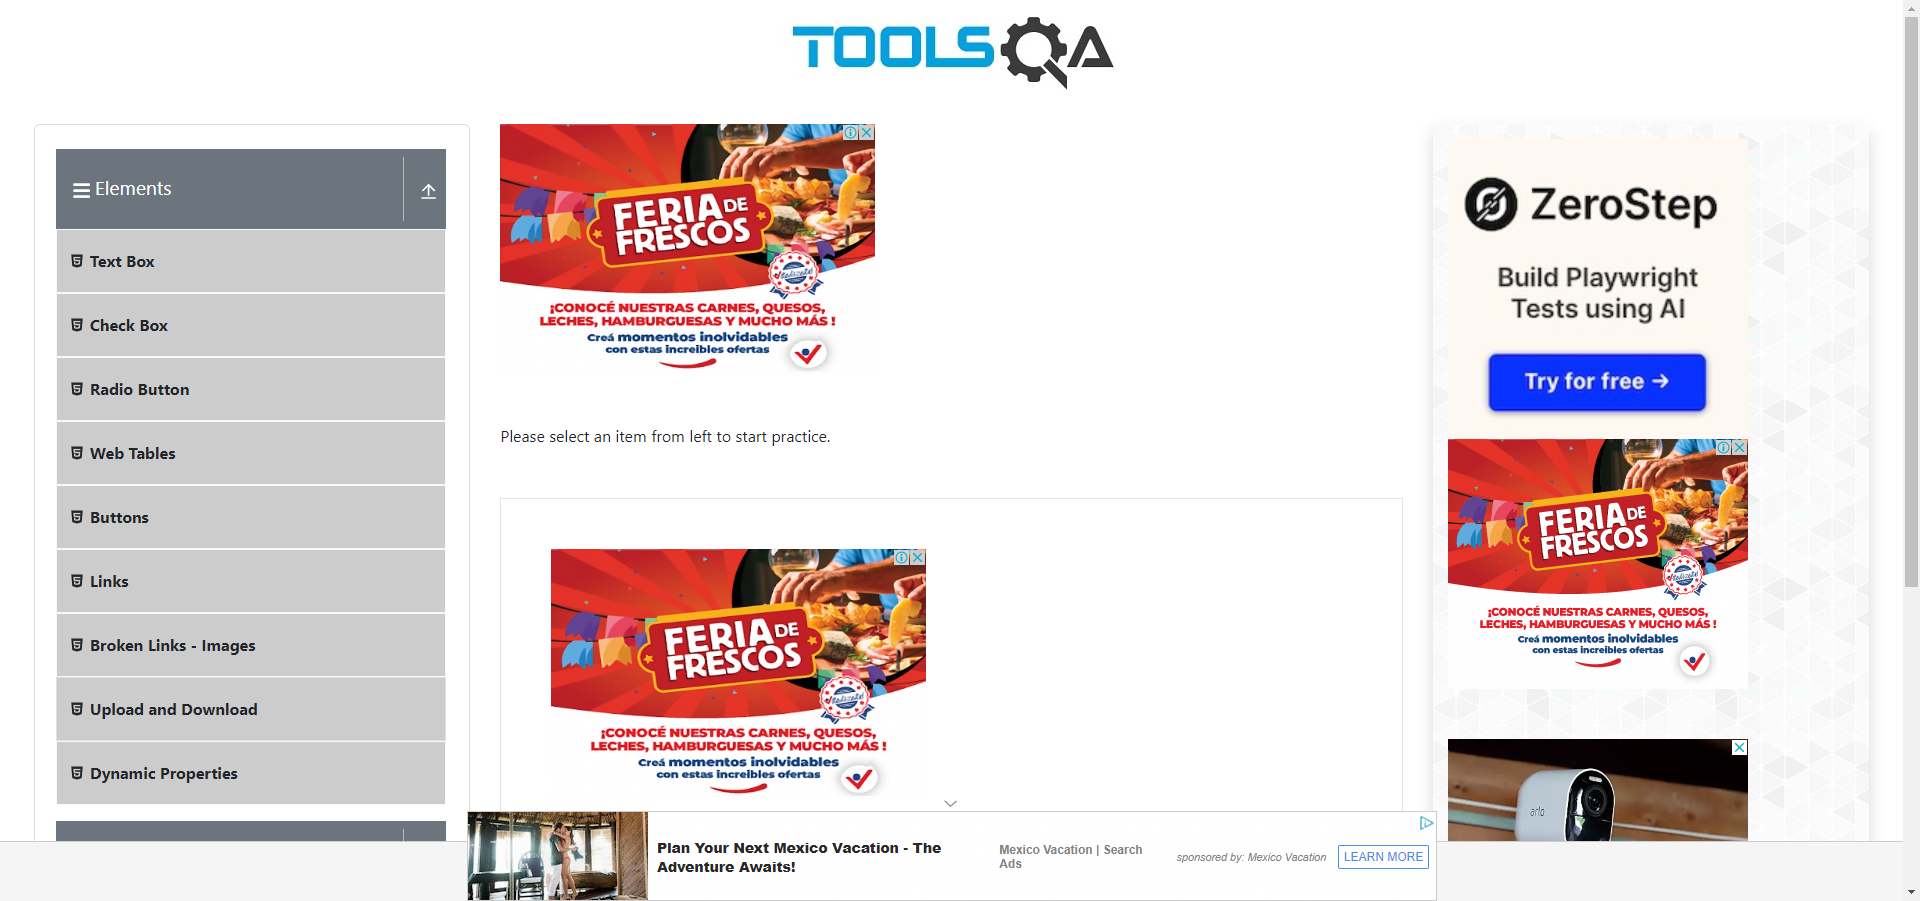 TOOLSQA
Elements
Text Box
Check Box
Radio Button
Web Tables
Buttons
Links
Broken Links - Images
Upload and Download
Dynamic Properties
FERIA DE
FRESCOS
¡CONOCÉ NUESTRAS CARNES, QUESOS,
LECHES, HAMBURGUESAS Y MUCHO MÁS !
Creá momentos inolvidables
con estas increibles ofertas
Please select an item from left to start practice.
FERIA DE
FRESCOS
¡CONOCÉ NUESTRAS CARNES, QUESOS,
LECHES, HAMBURGUESAS Y MUCHO MÁS !
Creá momentos inolvidables
con estas increibles ofertas
ZeroStep
Build Playwright
Tests using AI
Try for free →
FERIA DE
FRESCOS
¡CONOCÉ NUESTRAS CARNES, QUESOS,
LECHES, HAMBURGUESAS Y MUCHO MÁS !
Creá momentos inolvidables
con estas increibles ofertas
arlo
Plan Your Next Mexico Vacation - The
Adventure Awaits!
Mexico Vacation | Search
Ads
sponsored by: Mexico Vacation
LEARN MORE